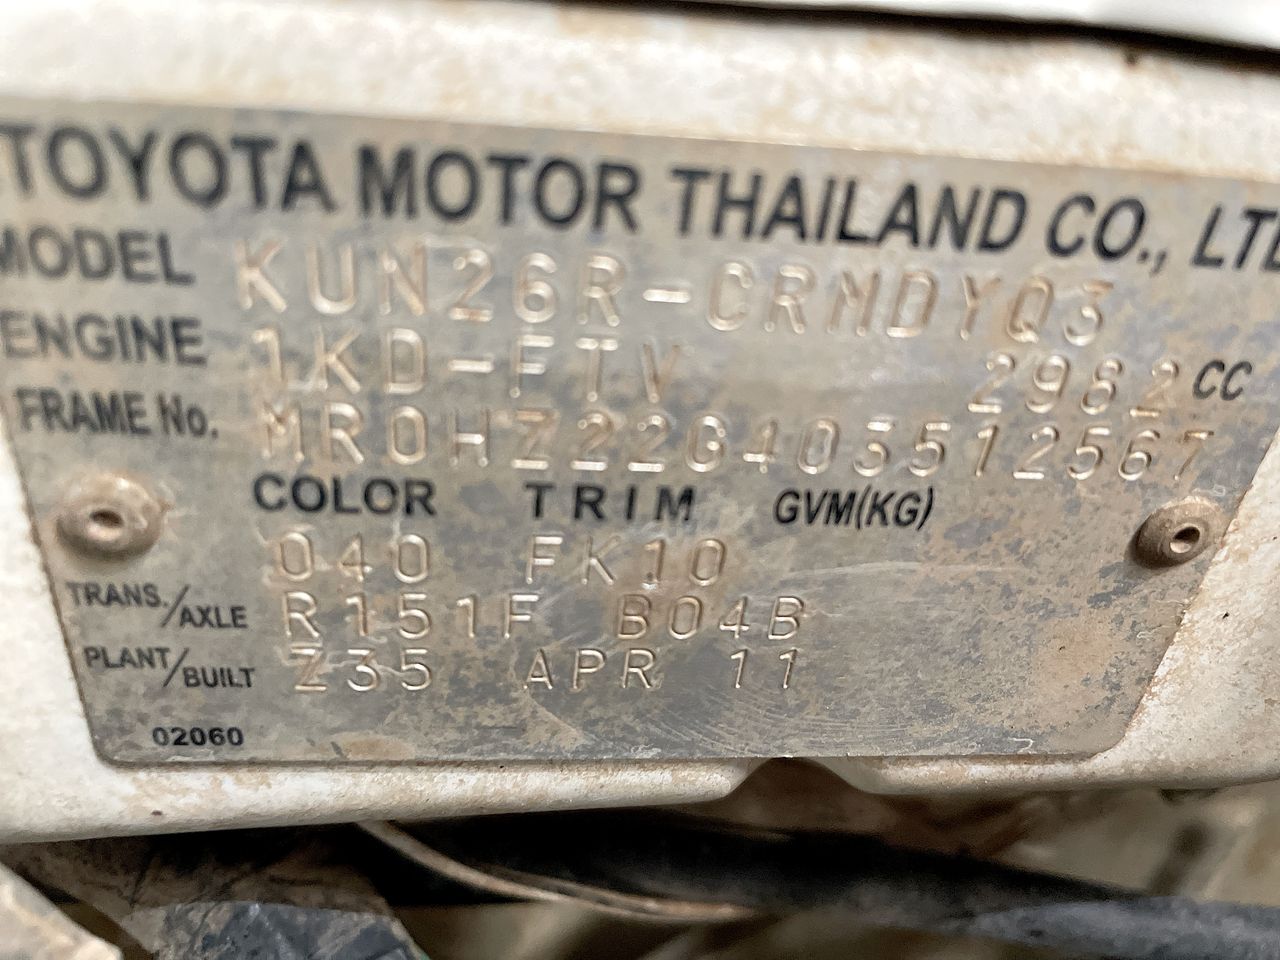 TOYOTA MOTOR THAILAND CO., LTD
MODEL KUN26R-CRMDYQ3
ENGINE 1KD-FTV 2982 CC
FRAME No. MR0HZ22G403512567
COLOR TRIM GVM(KG)
040 FK10
TRANS./AXLE R151F B04B
PLANT/BUILT Z35 APR 11
02060